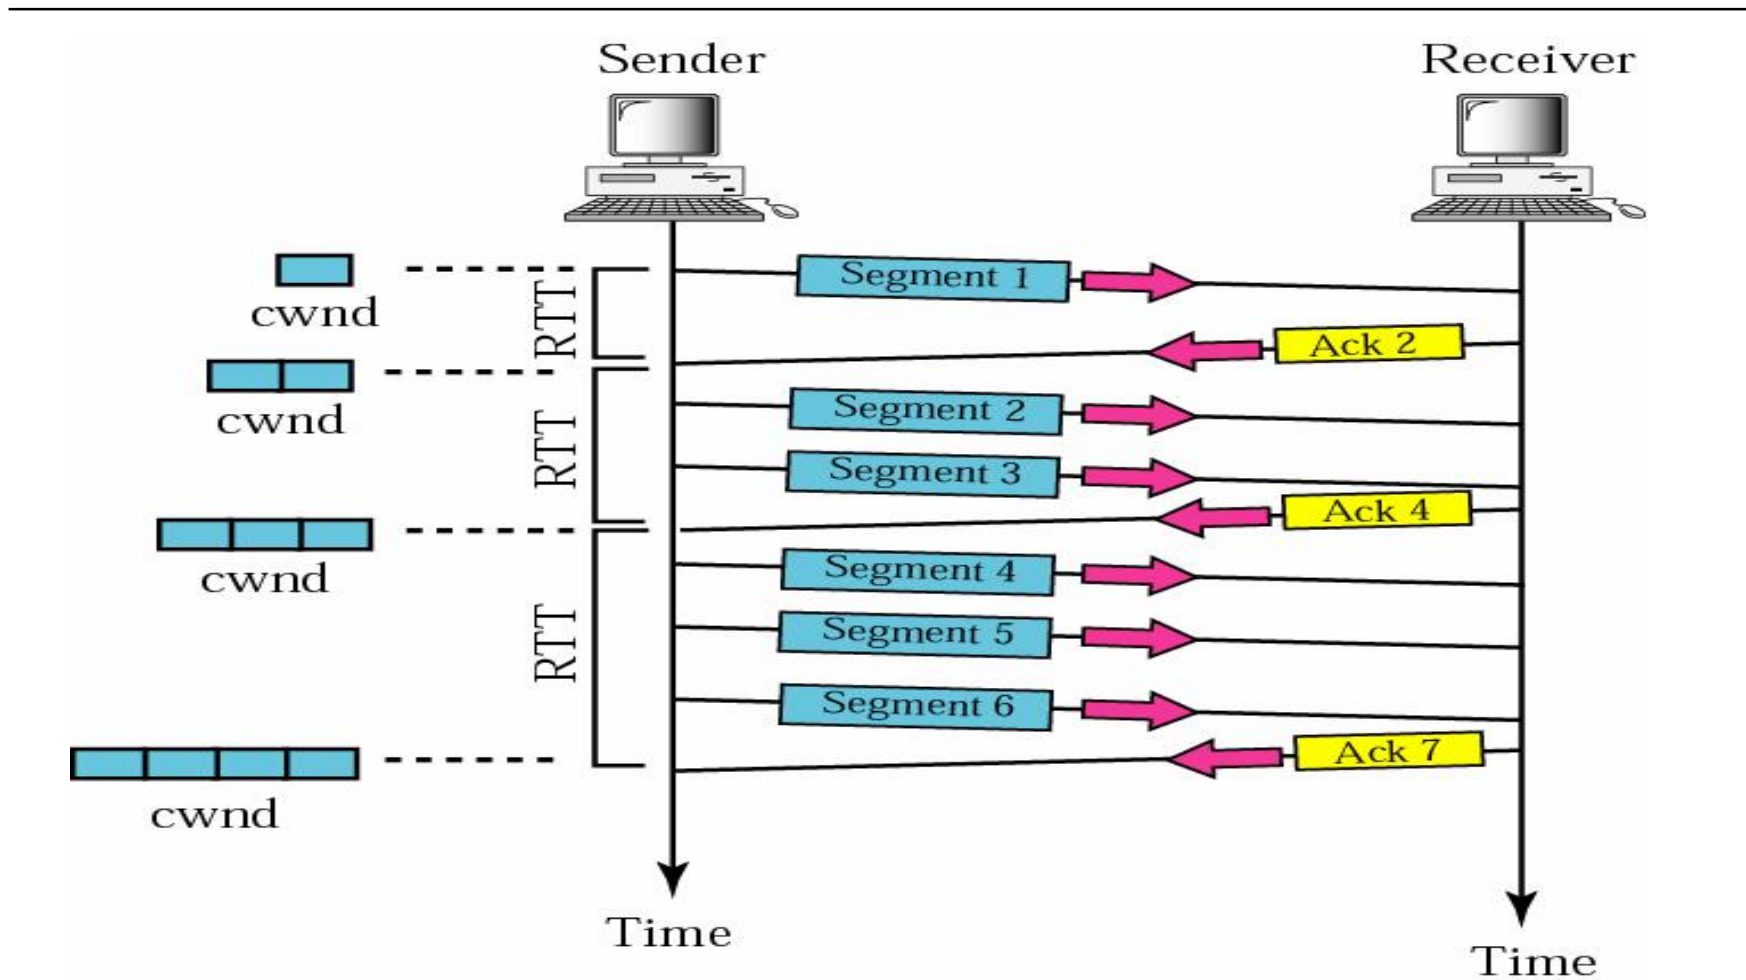 Sender
Receiver
Segment 1
cwnd
RTT
Ack 2
cwnd
RTT
Segment 2
Segment 3
Ack 4
cwnd
RTT
Segment 4
Segment 5
Segment 6
Ack 7
cwnd
Time
Time